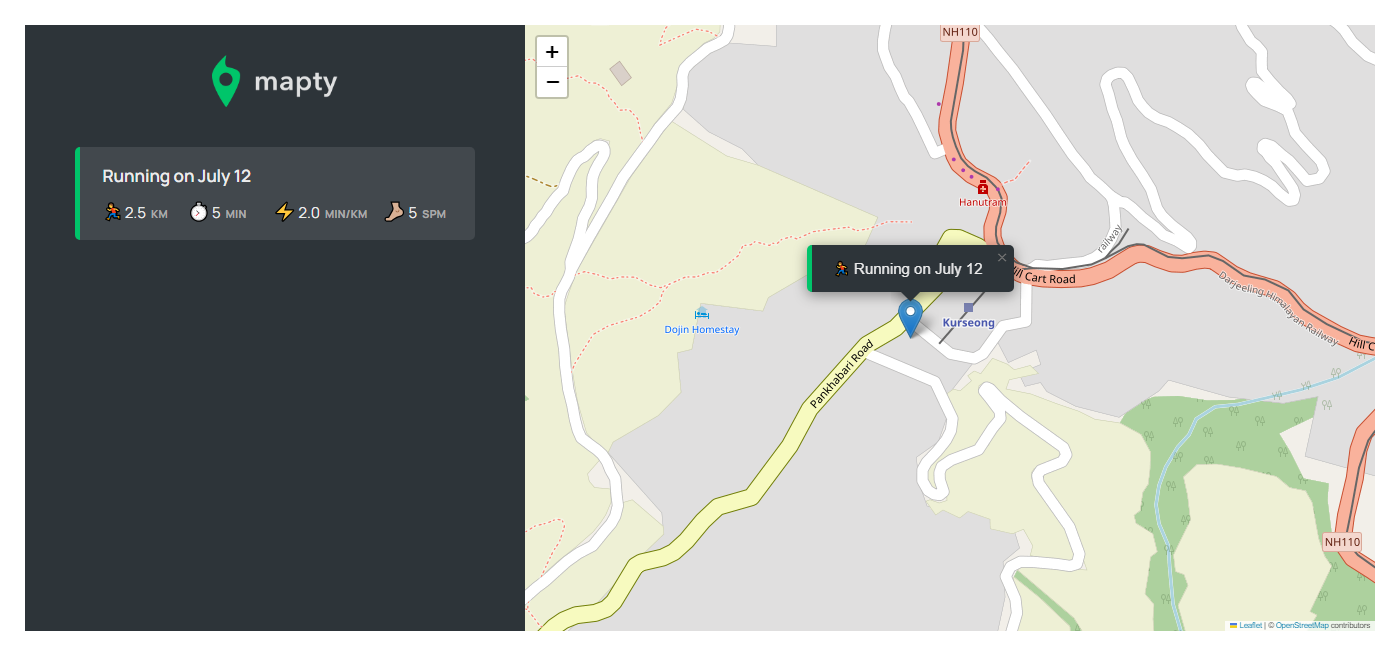 mapty
Running on July 12
2.5 KM 5 MIN 2.0 MIN/KM 5 SPM
+
−
NH110
Hanutram
railway
Running on July 12 ×
Hill Cart Road
Darjeeling Himalayan Railway
Dojin Homestay
Kurseong
Hill C
Pankhabari Road
NH110
Leaflet | © OpenStreetMap contributors